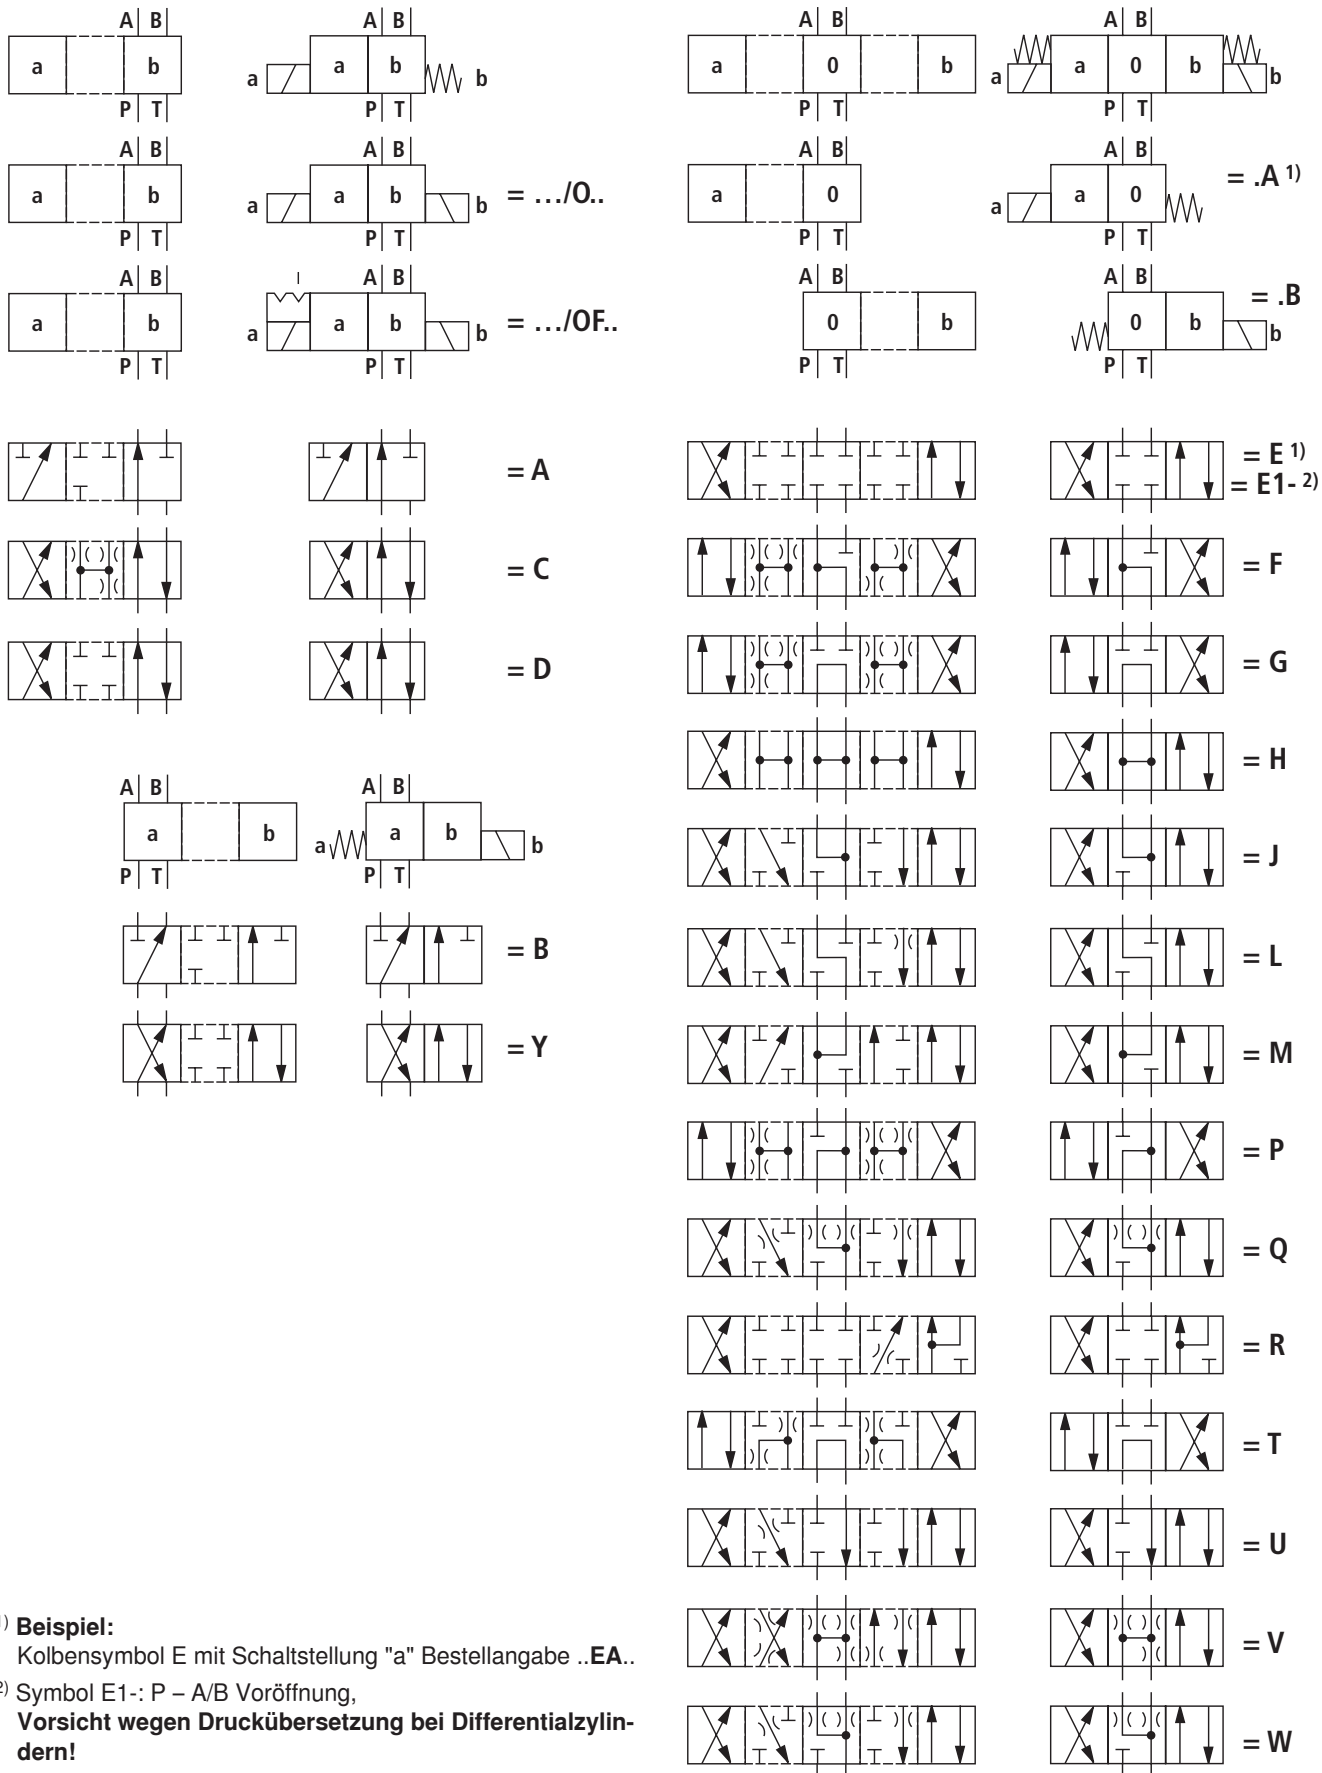 A B A B
a b a a b b
P T P T
A B A B
a b a a b b = .../O..
P T P T
A B A B
a b a a b b = .../OF..
P T P T
= A
= C
= D
A B A B
a b a a b b
P T P T
= B
= Y
A B A B
a 0 b a a 0 b b
P T P T
A B A B
a 0 a a 0 = .A 1)
P T P T
A B A B
0 b 0 b b = .B
P T P T
= E 1)
= E1- 2)
= F
= G
= H
= J
= L
= M
= P
= Q
= R
= T
= U
= V
= W
1) Beispiel:
Kolbensymbol E mit Schaltstellung "a" Bestellangabe ..EA..
2) Symbol E1-: P – A/B Voröffnung,
Vorsicht wegen Druckübersetzung bei Differentialzylin-
dern!